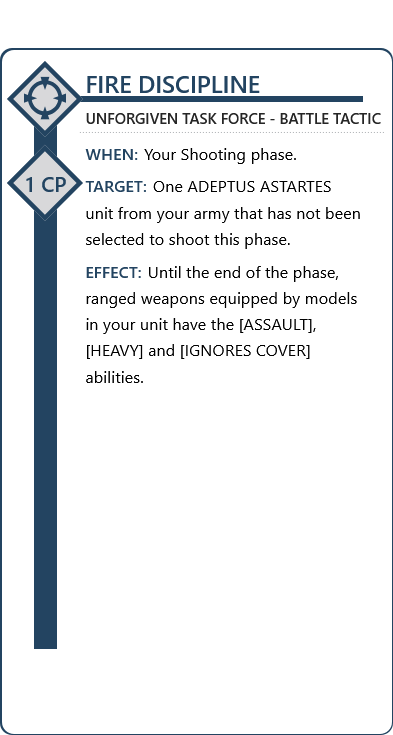 FIRE DISCIPLINE
UNFORGIVEN TASK FORCE - BATTLE TACTIC
WHEN: Your Shooting phase.
1 CP
TARGET: One ADEPTUS ASTARTES
unit from your army that has not been
selected to shoot this phase.
EFFECT: Until the end of the phase,
ranged weapons equipped by models
in your unit have the [ASSAULT],
[HEAVY] and [IGNORES COVER]
abilities.